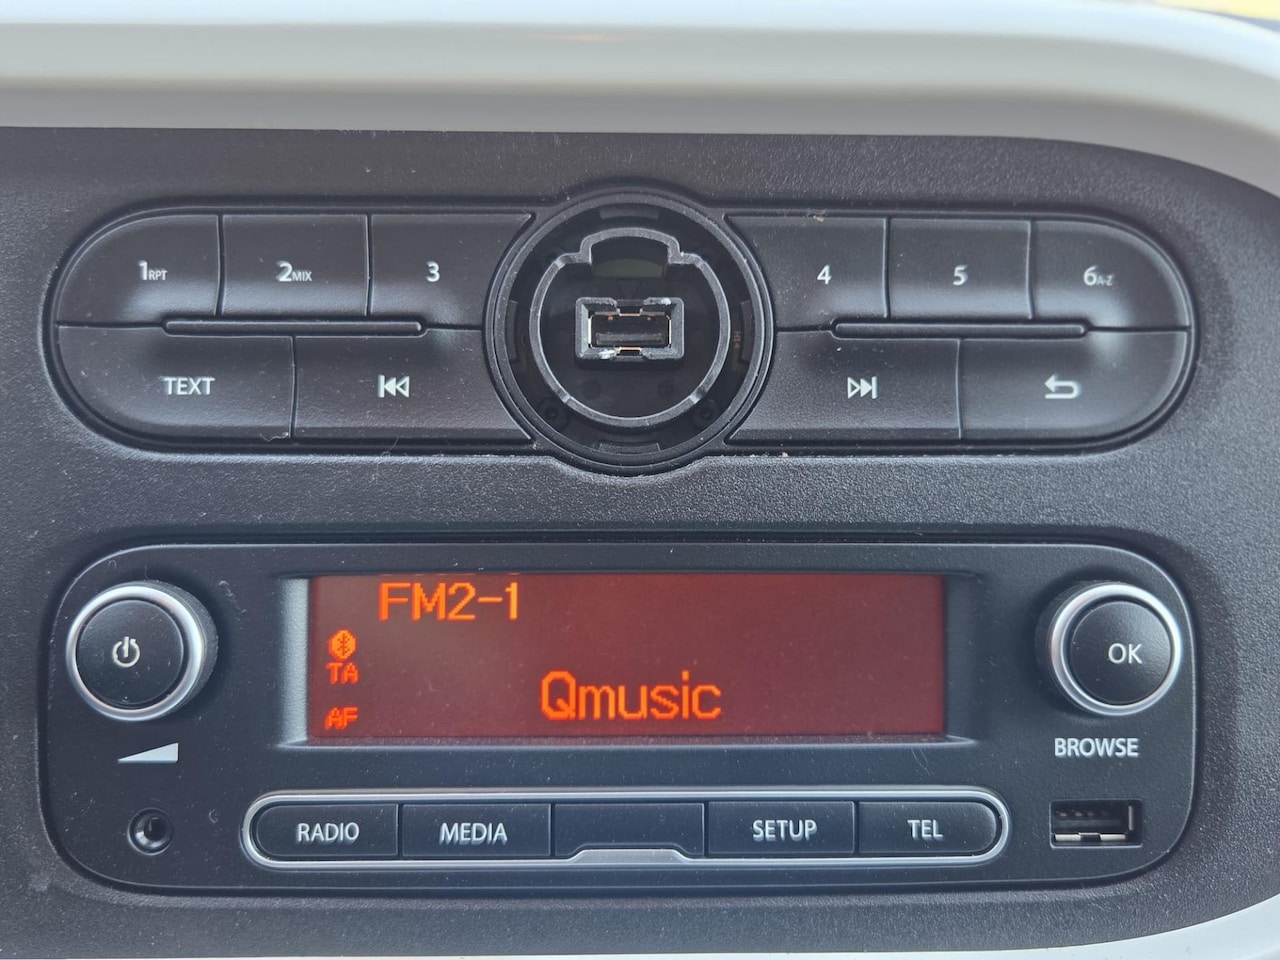 1RPT 2MIX 3 4 5 6A-Z
TEXT
FM2-1
TA
AF
Qmusic
OK
BROWSE
RADIO MEDIA SETUP TEL